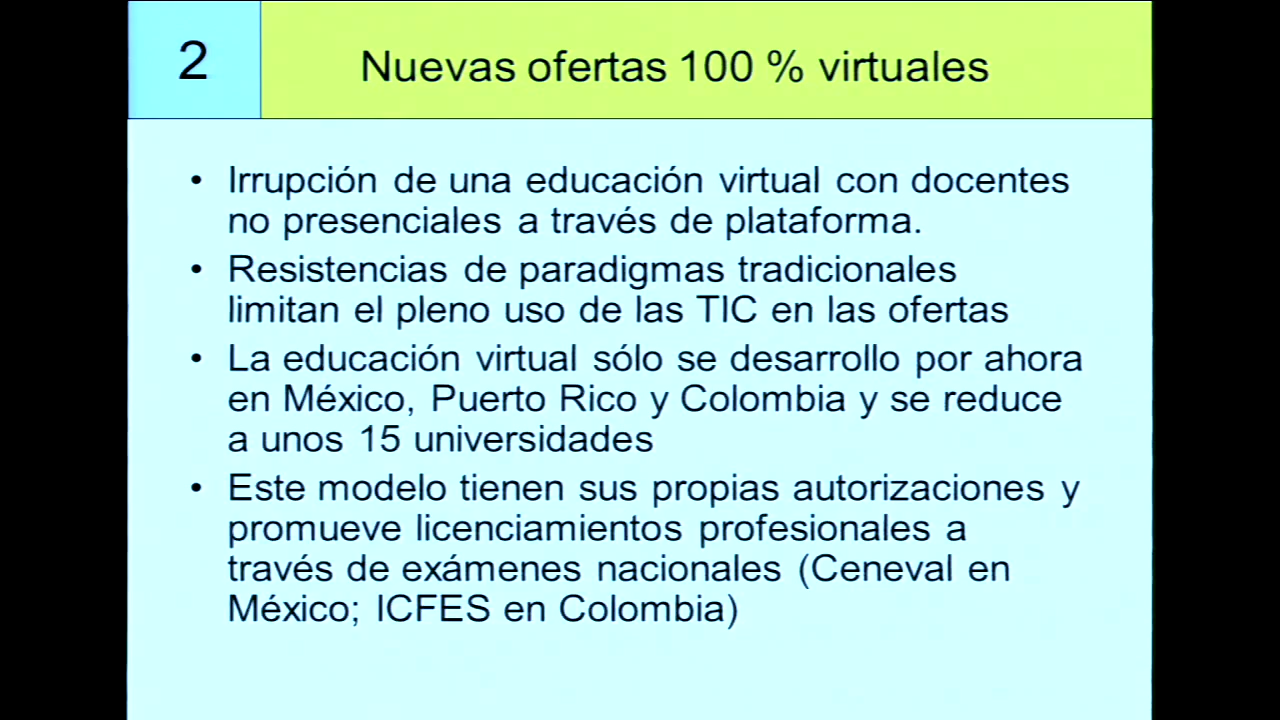 2
Nuevas ofertas 100 % virtuales
• Irrupción de una educación virtual con docentes
no presenciales a través de plataforma.
• Resistencias de paradigmas tradicionales
limitan el pleno uso de las TIC en las ofertas
• La educación virtual sólo se desarrollo por ahora
en México, Puerto Rico y Colombia y se reduce
a unos 15 universidades
• Este modelo tienen sus propias autorizaciones y
promueve licenciamientos profesionales a
través de exámenes nacionales (Ceneval en
México; ICFES en Colombia)